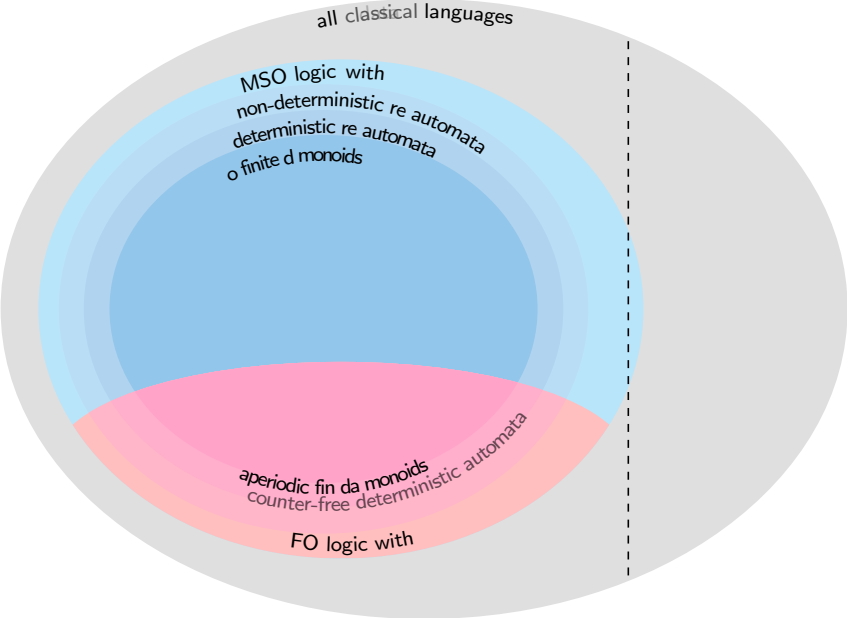 all classical languages
MSO logic with
non-deterministic re automata
deterministic re automata
o finite d monoids
aperiodic fin da monoids
counter-free deterministic automata
FO logic with